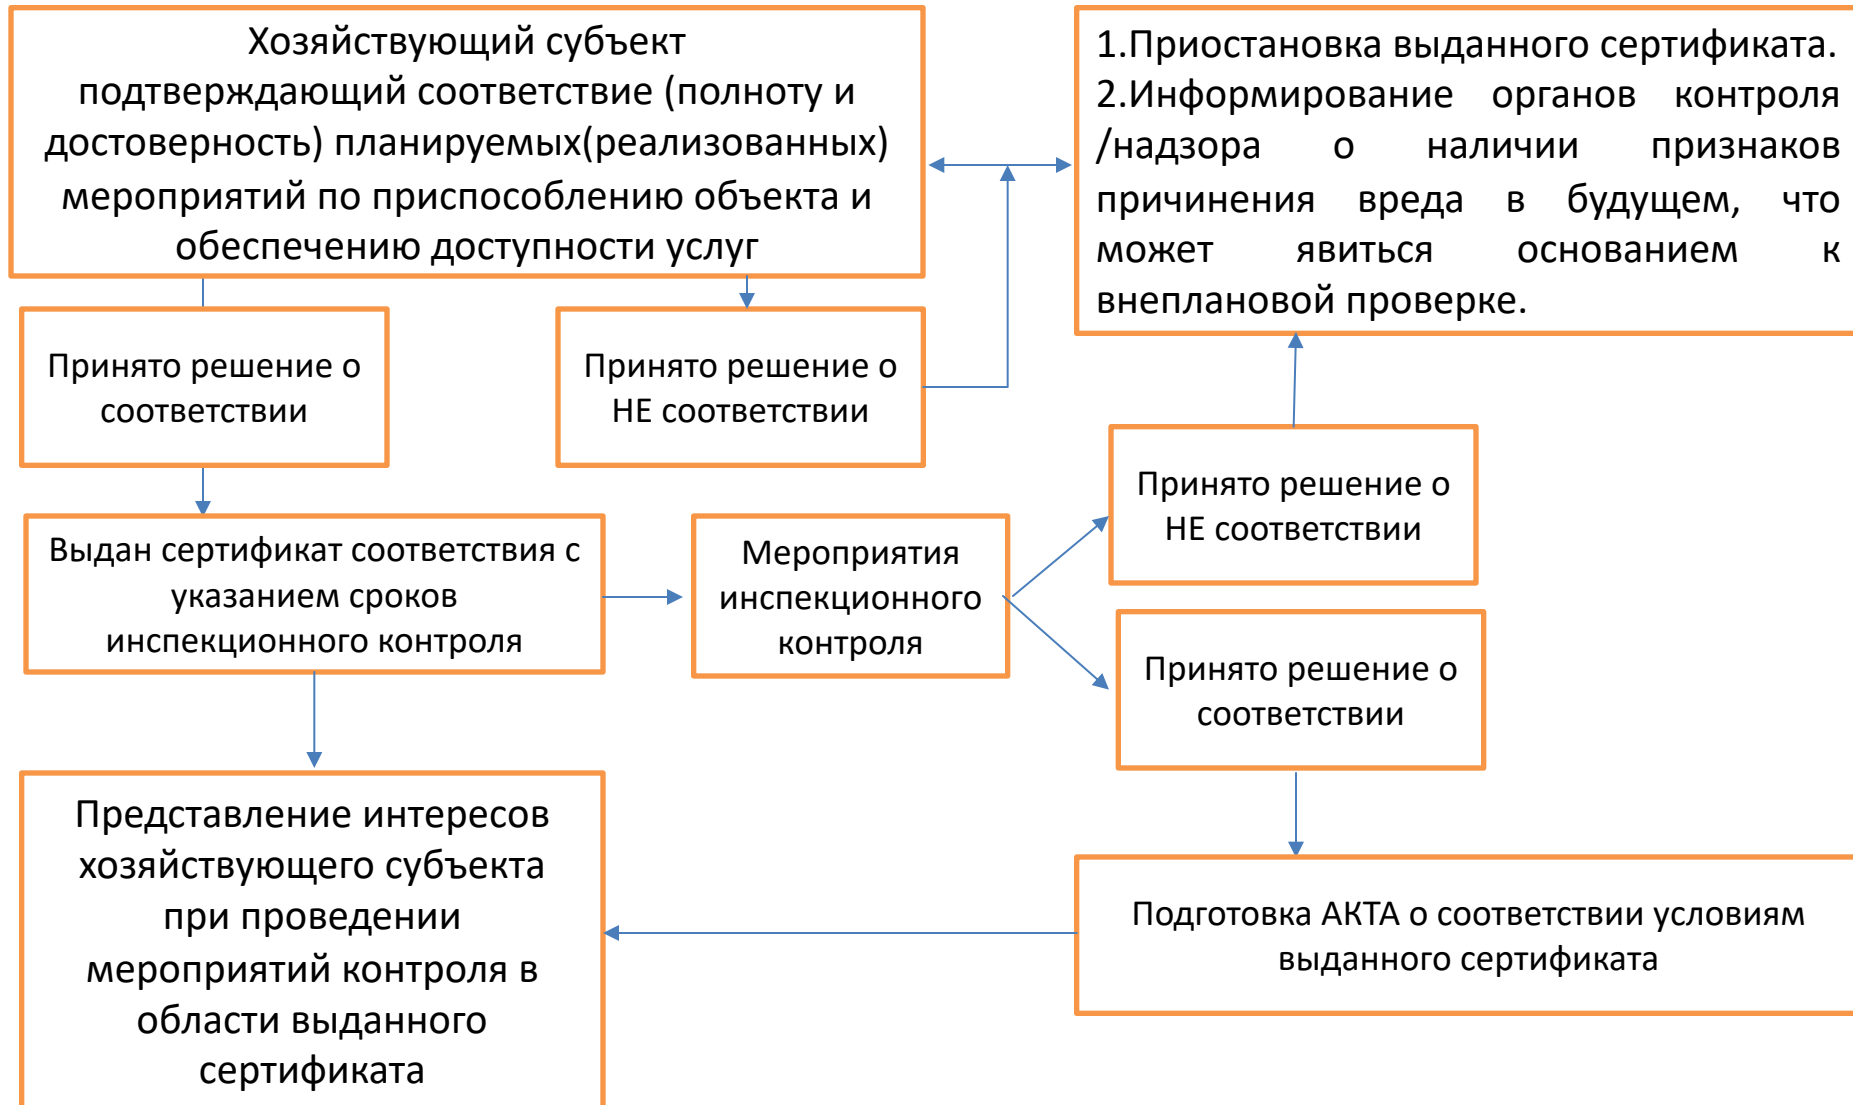 Хозяйствующий субъект
подтверждающий соответствие (полноту и
достоверность) планируемых(реализованных)
мероприятий по приспособлению объекта и
обеспечению доступности услуг
1.Приостановка выданного сертификата.
2.Информирование органов контроля
/надзора о наличии признаков
причинения вреда в будущем, что
может явиться основанием к
внеплановой проверке.
Принято решение о
соответствии
Принято решение о
НЕ соответствии
Принято решение о
НЕ соответствии
Выдан сертификат соответствия с
указанием сроков
инспекционного контроля
Мероприятия
инспекционного
контроля
Принято решение о
соответствии
Представление интересов
хозяйствующего субъекта
при проведении
мероприятий контроля в
области выданного
сертификата
Подготовка АКТА о соответствии условиям
выданного сертификата